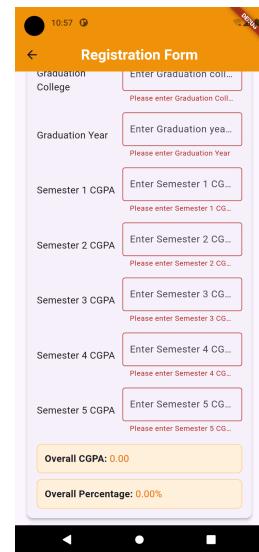 10:57
DEBUG
Registration Form
Graduation
College
Enter Graduation coll...
Please enter Graduation Coll...
Graduation Year
Enter Graduation yea...
Please enter Graduation Year
Semester 1 CGPA
Enter Semester 1 CG...
Please enter Semester 1 CG...
Semester 2 CGPA
Enter Semester 2 CG...
Please enter Semester 2 CG...
Semester 3 CGPA
Enter Semester 3 CG...
Please enter Semester 3 CG...
Semester 4 CGPA
Enter Semester 4 CG...
Please enter Semester 4 CG...
Semester 5 CGPA
Enter Semester 5 CG...
Please enter Semester 5 CG...
Overall CGPA: 0.00
Overall Percentage: 0.00%